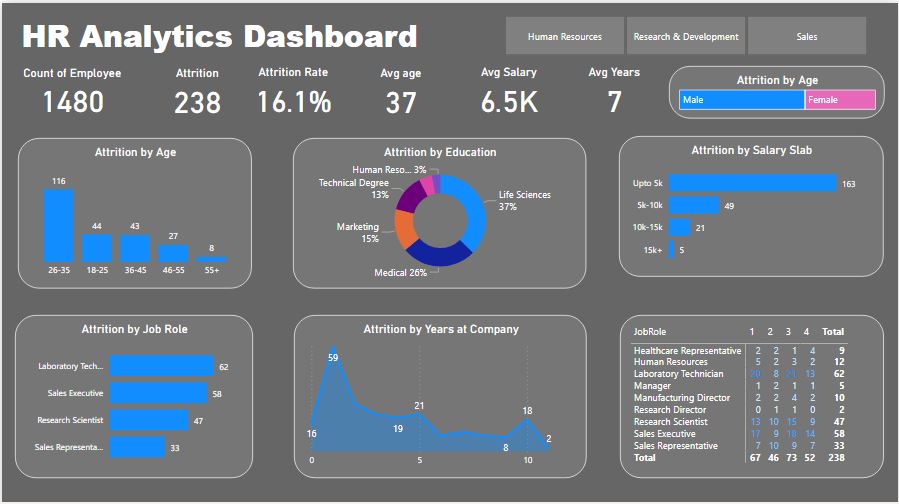 HR Analytics Dashboard
Human Resources
Research & Development
Sales
Count of Employee
1480
Attrition
238
Attrition Rate
16.1%
Avg age
37
Avg Salary
6.5K
Avg Years
7
Attrition by Age
Male
Female
Attrition by Age
116
44
43
27
8
26-35 18-25 36-45 46-55 55+
Attrition by Education
Human Reso... 3%
Technical Degree
13%
Life Sciences
37%
Marketing
15%
Medical 26%
Attrition by Salary Slab
Upto 5k 163
5k-10k 49
10k-15k 21
15k+ 5
Attrition by Job Role
Laboratory Tech... 62
Sales Executive 58
Research Scientist 47
Sales Representa... 33
Attrition by Years at Company
59
16
19
21
8
18
2
0 5 10
JobRole 1 2 3 4 Total
Healthcare Representative 2 2 1 4 9
Human Resources 5 2 3 2 12
Laboratory Technician 20 8 21 13 62
Manager 1 2 1 1 5
Manufacturing Director 2 2 4 2 10
Research Director 0 1 1 0 2
Research Scientist 13 10 15 9 47
Sales Executive 17 9 18 14 58
Sales Representative 7 10 9 7 33
Total 67 46 73 52 238